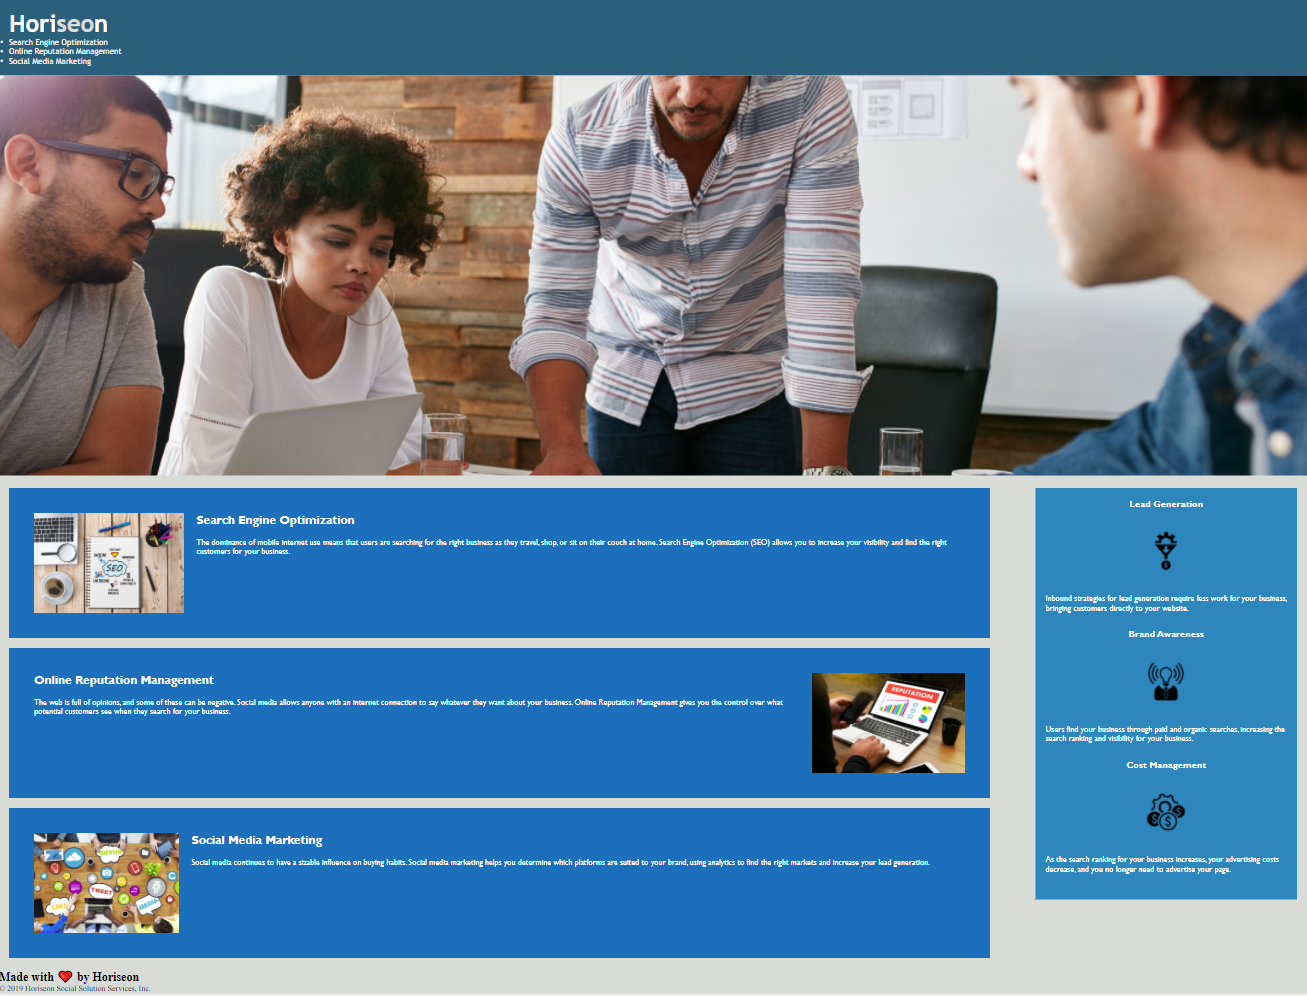 Horiseon
Search Engine Optimization
Online Reputation Management
Social Media Marketing
SEO
Search Engine Optimization
The dominance of mobile internet use means that users are searching for the right business as they travel, shop, or sit on their couch at home. Search Engine Optimization (SEO) allows you to increase your visibility and find the right
customers for your business.
Online Reputation Management
The web is full of opinions, and some of these can be negative. Social media allows anyone with an internet connection to say whatever they want about your business. Online Reputation Management gives you the control over what
potential customers see when they search for your business.
REPUTATION
SHARE
TWEET
LIKE
MEDIA
Social Media Marketing
Social media continues to have a sizable influence on buying habits. Social media marketing helps you determine which platforms are suited to your brand, using analytics to find the right markets and increase your lead generation.
Lead Generation
Inbound strategies for lead generation require less work for your business,
bringing customers directly to your website.
Brand Awareness
Users find your business through paid and organic searches, increasing the
search ranking and visibility for your business.
Cost Management
As the search ranking for your business increases, your advertising costs
decrease, and you no longer need to advertise your page.
Made with ❤️ by Horiseon
© 2019 Horiseon Social Solution Services, Inc.